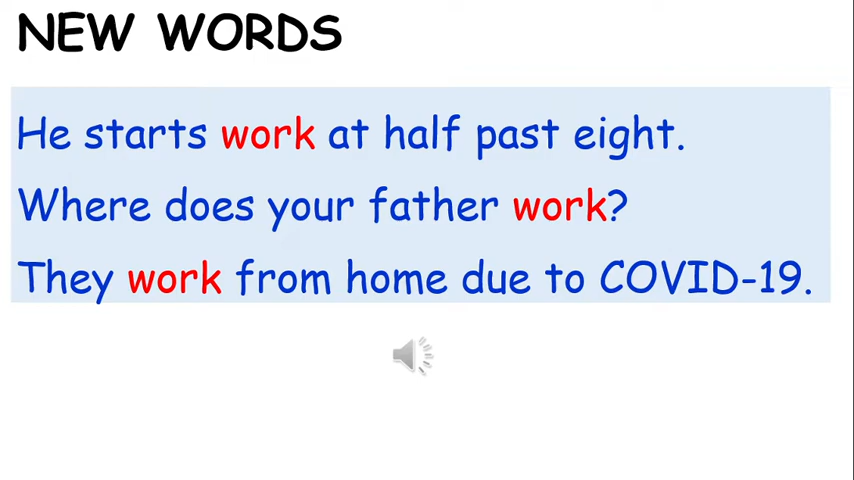 NEW WORDS
He starts work at half past eight.
Where does your father work?
They work from home due to COVID-19.